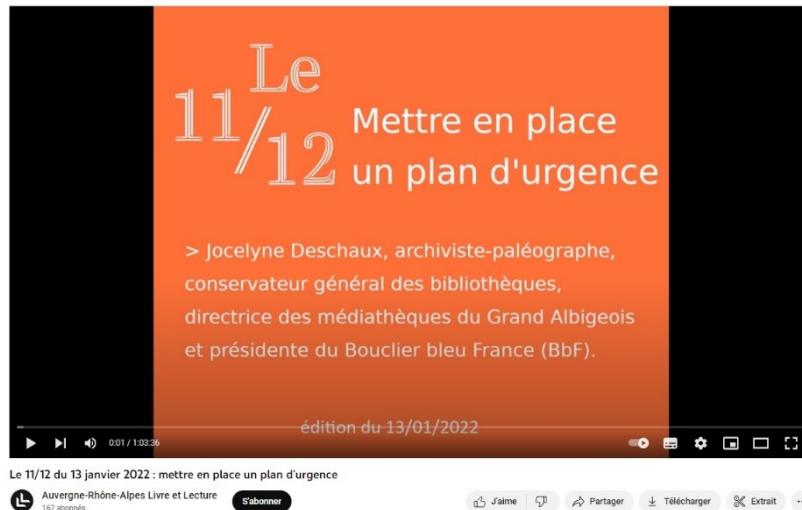 Le
11/12
Mettre en place
un plan d'urgence
> Jocelyne Deschaux, archiviste-paléographe,
conservateur général des bibliothèques,
directrice des médiathèques du Grand Albigeois
et présidente du Bouclier bleu France (BbF).
édition du 13/01/2022
0:01 / 1:03:36
Le 11/12 du 13 janvier 2022 : mettre en place un plan d'urgence
Auvergne-Rhône-Alpes Livre et Lecture
167 abonnés
S'abonner
J'aime
Partager
Télécharger
Extrait